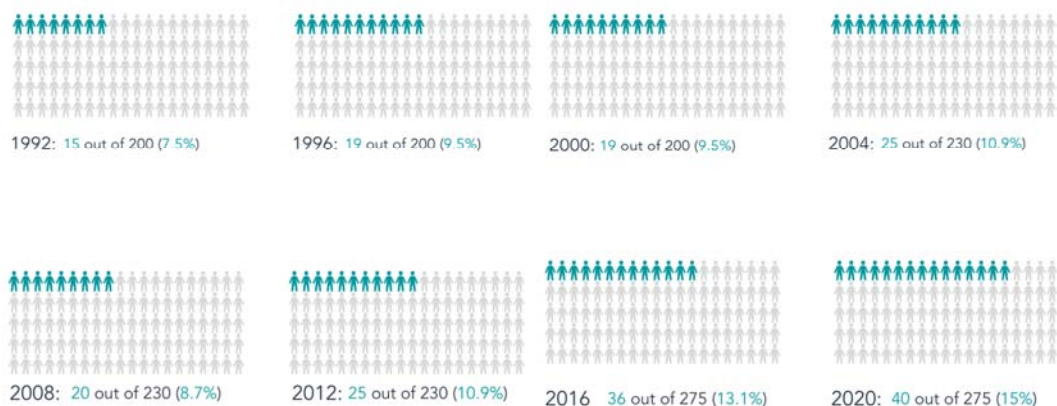 1992: 15 out of 200 (7.5%)
1996: 19 out of 200 (9.5%)
2000: 19 out of 200 (9.5%)
2004: 25 out of 230 (10.9%)
2008: 20 out of 230 (8.7%)
2012: 25 out of 230 (10.9%)
2016 36 out of 275 (13.1%)
2020: 40 out of 275 (15%)